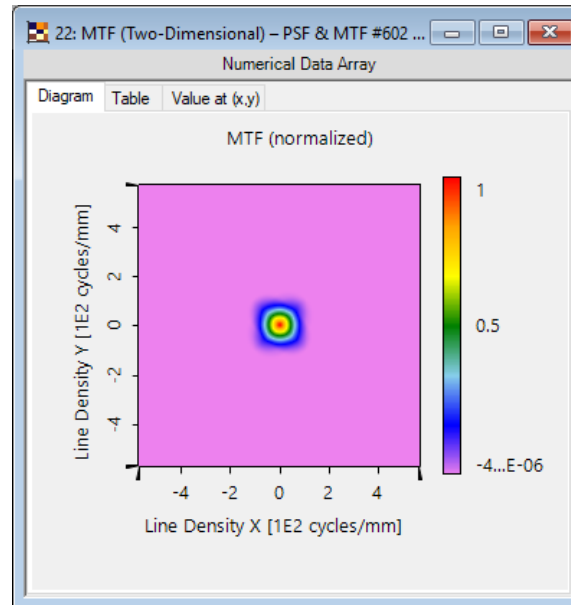 22: MTF (Two-Dimensional) – PSF & MTF #602 ...
Numerical Data Array
Diagram Table Value at (x,y)
MTF (normalized)
Line Density Y [1E2 cycles/mm]
4
2
0
-2
-4
1
0.5
-4...E-06
-4 -2 0 2 4
Line Density X [1E2 cycles/mm]